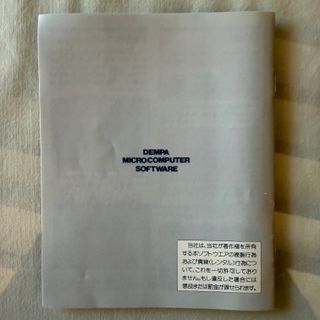 DEMPA
MICROCOMPUTER
SOFTWARE
当社は、当社が著作権を所有
する本ソフトウエアの複製行為
および賃貸(レンタル)行為につ
いて、これを一切許可しており
ません。もし違反した場合には
懲役または罰金が課せられます。